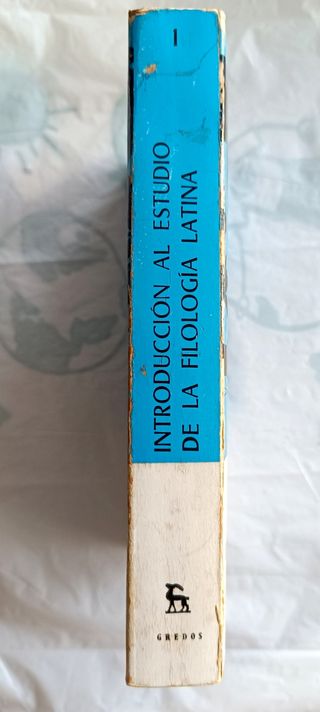 1
INTRODUCCIÓN AL ESTUDIO
DE LA FILOLOGÍA LATINA
GREDOS